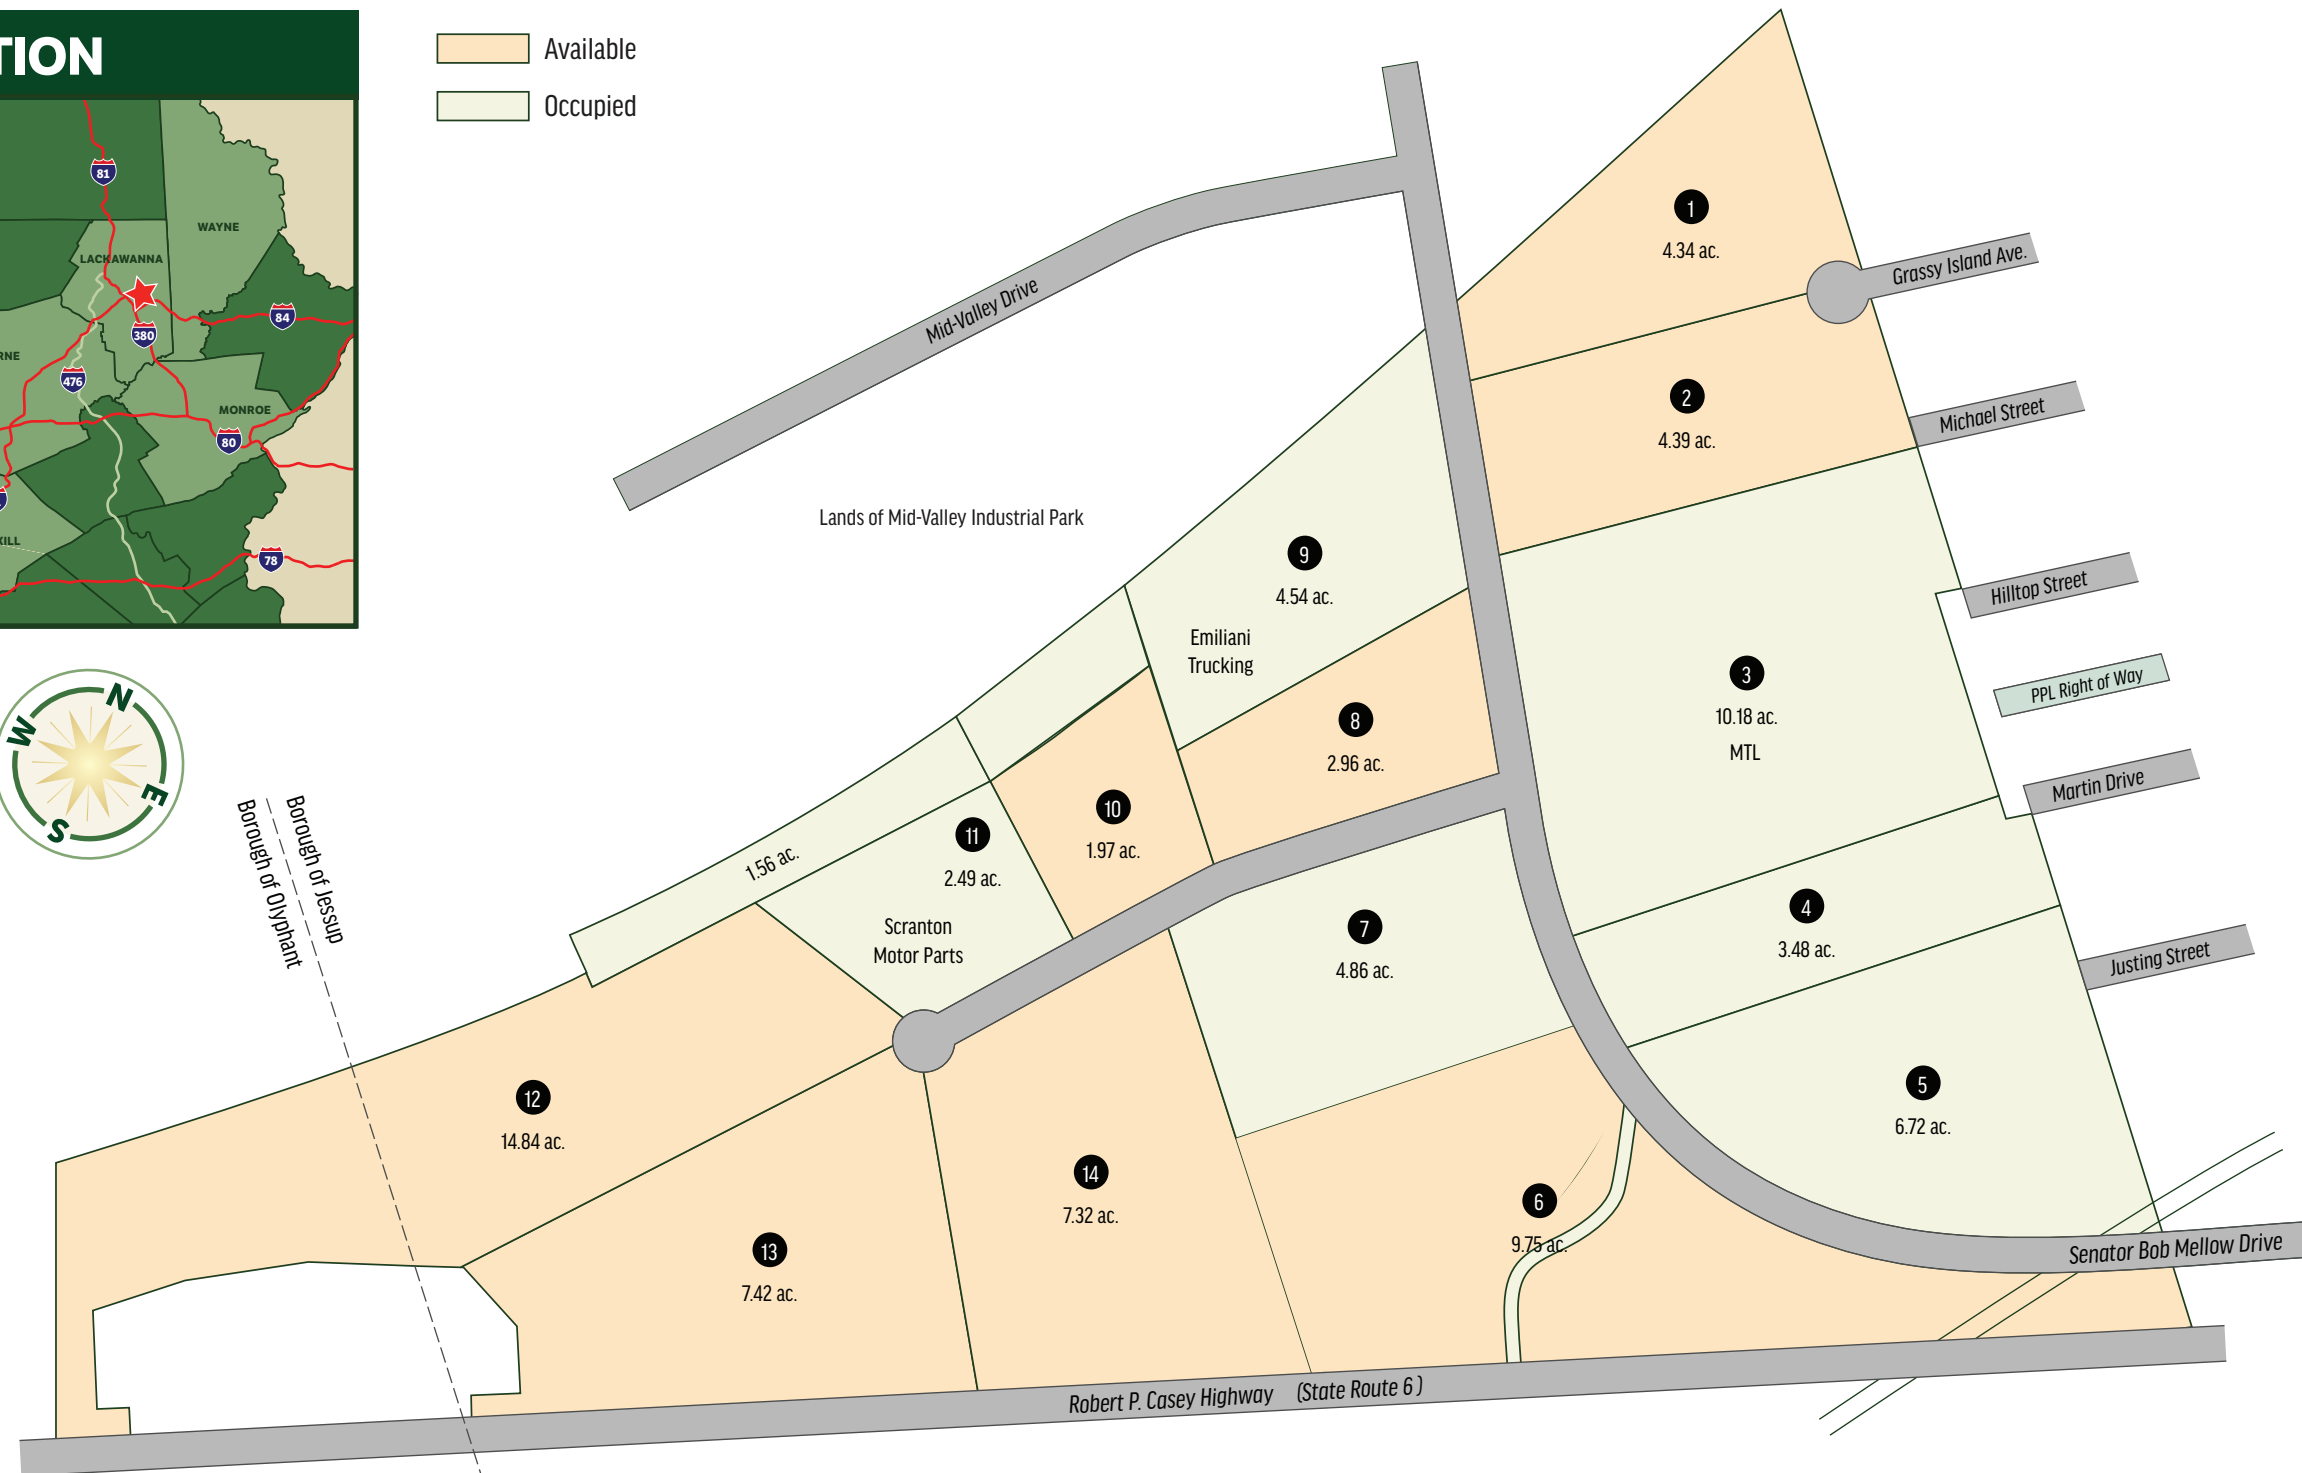 TION
Available
Occupied
81
WAYNE
LACKAWANNA
84
380
RNE
476
MONROE
80
KILL
78
N
W
E
S
Borough of Jessup
Borough of Olyphant
Mid-Valley Drive
Lands of Mid-Valley Industrial Park
1
4.34 ac.
Grassy Island Ave.
2
4.39 ac.
Michael Street
9
4.54 ac.
Emiliani
Trucking
Hilltop Street
3
10.18 ac.
MTL
PPL Right of Way
8
2.96 ac.
Martin Drive
10
1.97 ac.
11
2.49 ac.
1.56 ac.
Scranton
Motor Parts
7
4.86 ac.
4
3.48 ac.
Justing Street
12
14.84 ac.
5
6.72 ac.
14
7.32 ac.
6
9.75 ac.
13
7.42 ac.
Senator Bob Mellow Drive
Robert P. Casey Highway (State Route 6)